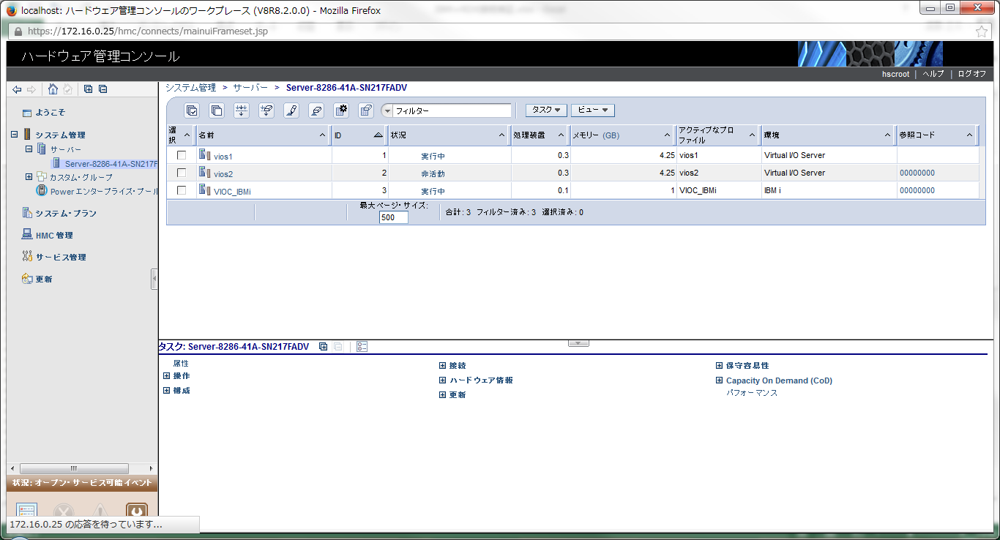 localhost: ハードウェア管理コンソールのワークプレース (V8R8.2.0.0) - Mozilla Firefox
https://172.16.0.25/hmc/connects/mainuiFrameset.jsp
ハードウェア管理コンソール
hscroot | ヘルプ | ログオフ
ようこそ
システム管理
サーバー
Server-8286-41A-SN217F
カスタム・グループ
Power エンタープライズ・プール
システム・プラン
HMC 管理
サービス管理
更新
状況: オープン・サービス可能イベント
172.16.0.25 の応答を待っています...
システム管理 > サーバー > Server-8286-41A-SN217FADV
フィルター タスク ビュー
選択 名前 ID 状況 処理装置 メモリー (GB) アクティブなプロファイル 環境 参照コード
vios1 1 実行中 0.3 4.25 vios1 Virtual I/O Server
vios2 2 非活動 0.3 4.25 vios2 Virtual I/O Server 00000000
VIOC_IBMi 3 実行中 0.1 1 VIOC_IBMi IBM i 00000000
最大ページ・サイズ:
500
合計: 3 フィルター済み: 3 選択済み: 0
タスク: Server-8286-41A-SN217FADV
属性
操作
構成
接続
ハードウェア情報
更新
保守容易性
Capacity On Demand (CoD)
パフォーマンス